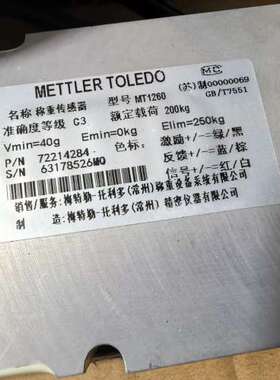 METTLER TOLEDO
MC
名称 称重传感器 型号 MT1260 (苏)制00000069
准确度等级 C3 额定载荷 200kg GB/T7551
Vmin=40g Emin=0kg Elim=250kg
P/N 72214284 色标: 激励+/-=绿/黑
S/N 63178526MQ 反馈+/-=蓝/棕
信号+/-=红/白
销售/服务:梅特勒-托利多(常州)称重设备系统有限公司
制 造:梅特勒-托利多(常州)精密仪器有限公司